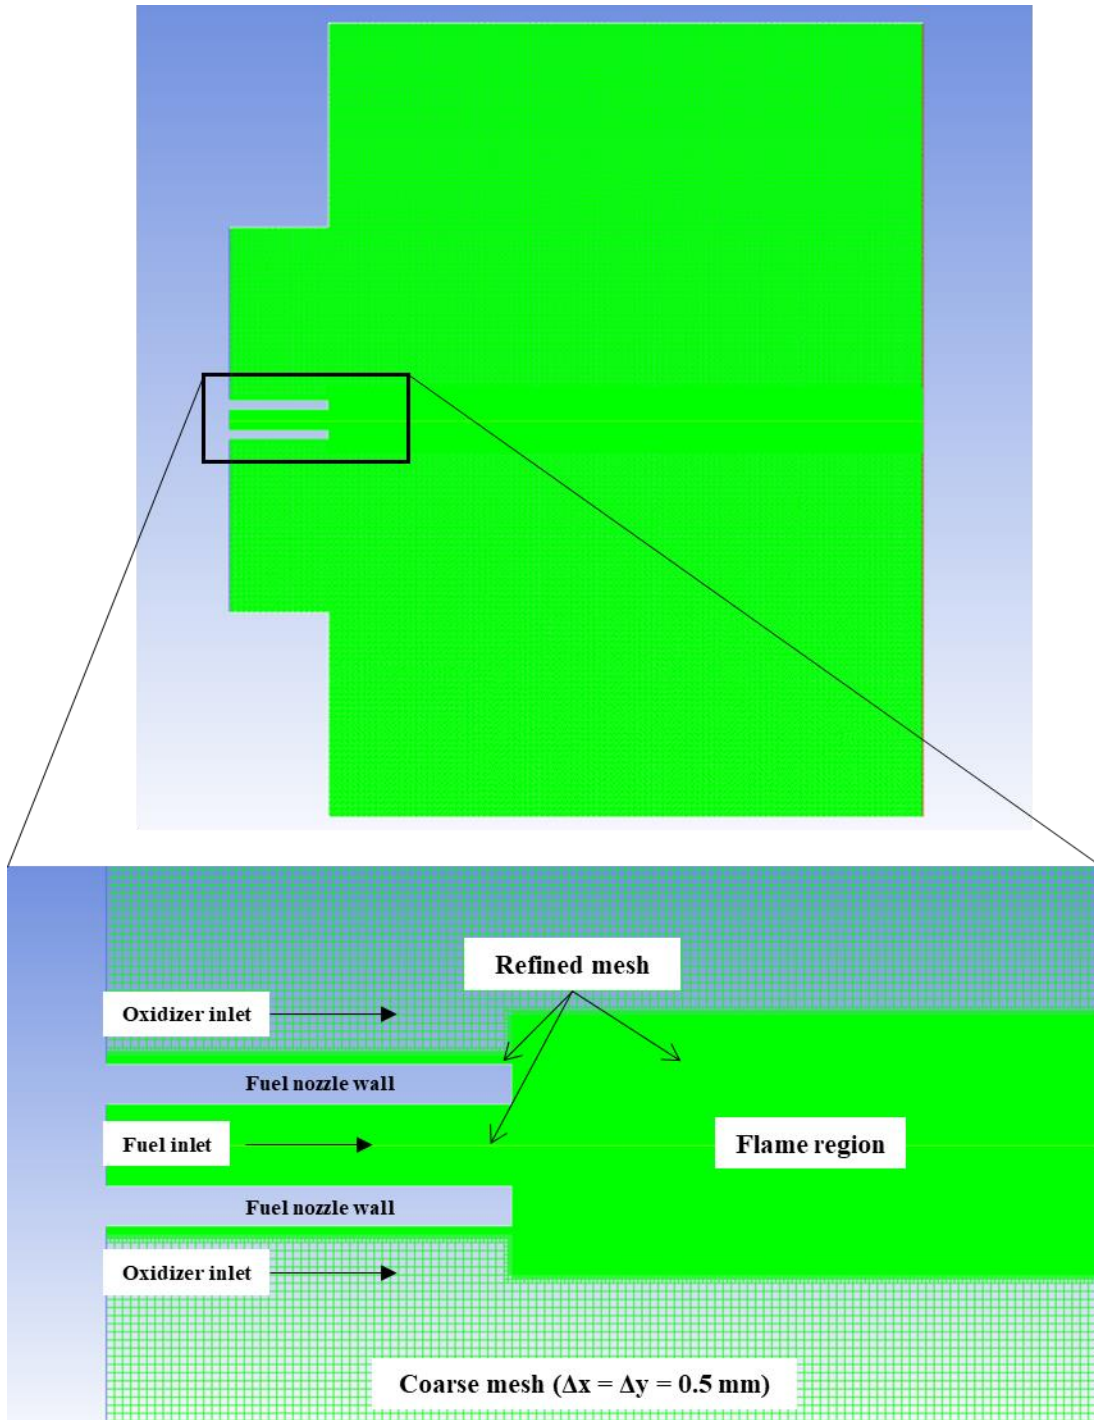 Refined mesh
Oxidizer inlet
Fuel nozzle wall
Fuel inlet
Flame region
Fuel nozzle wall
Oxidizer inlet
Coarse mesh (Δx = Δy = 0.5 mm)